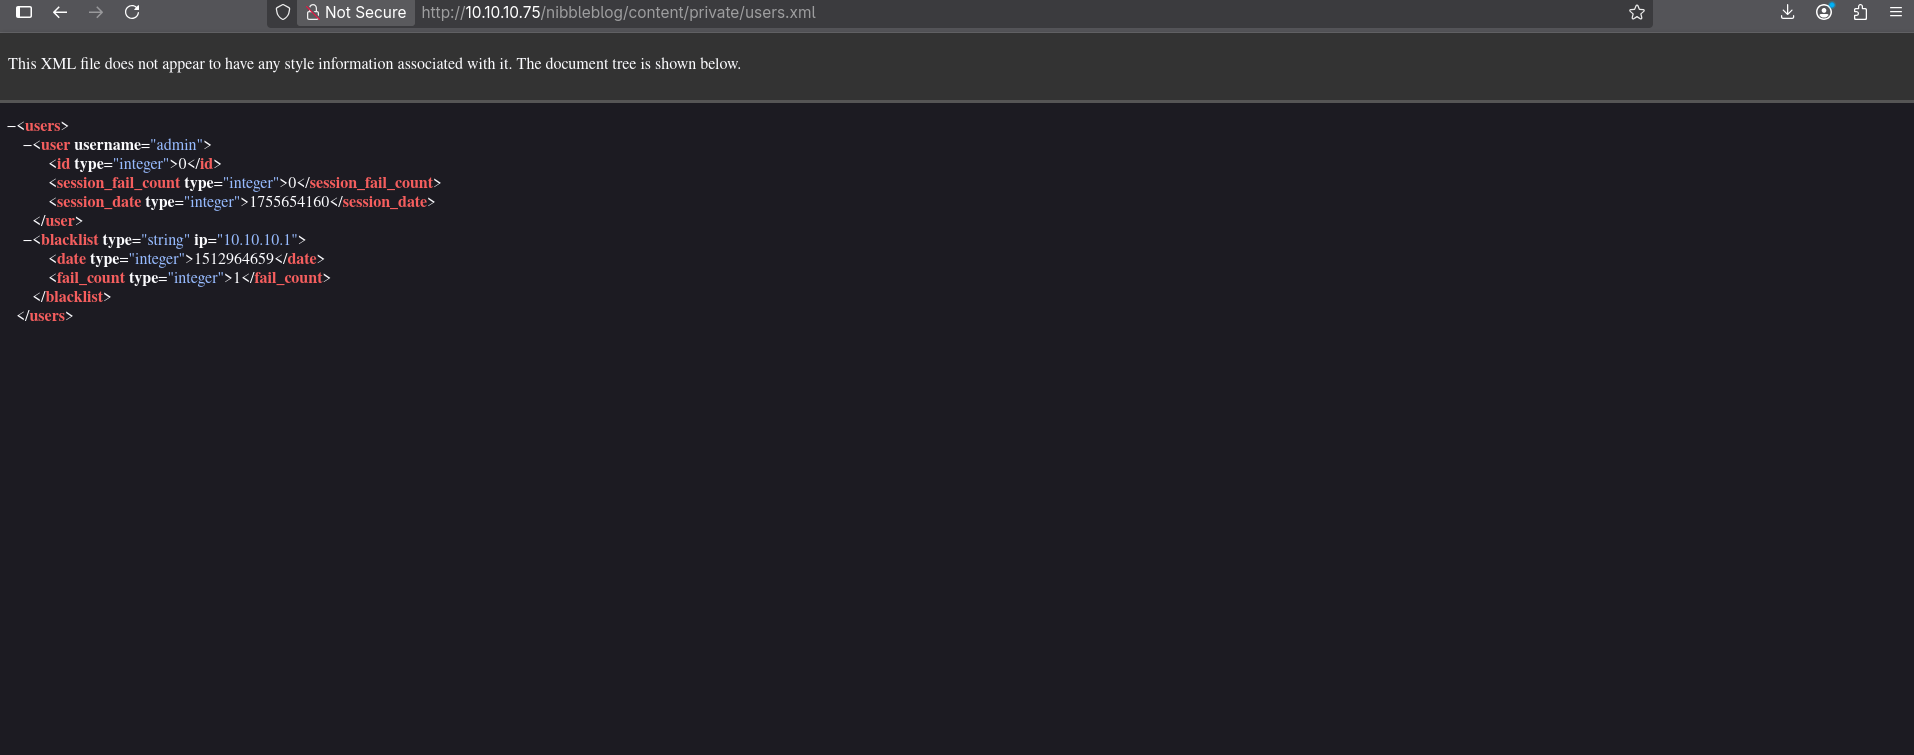 Not Secure http://10.10.10.75/nibbleblog/content/private/users.xml
This XML file does not appear to have any style information associated with it. The document tree is shown below.
–<users>
–<user username="admin">
<id type="integer">0</id>
<session_fail_count type="integer">0</session_fail_count>
<session_date type="integer">1755654160</session_date>
</user>
–<blacklist type="string" ip="10.10.10.1">
<date type="integer">1512964659</date>
<fail_count type="integer">1</fail_count>
</blacklist>
</users>